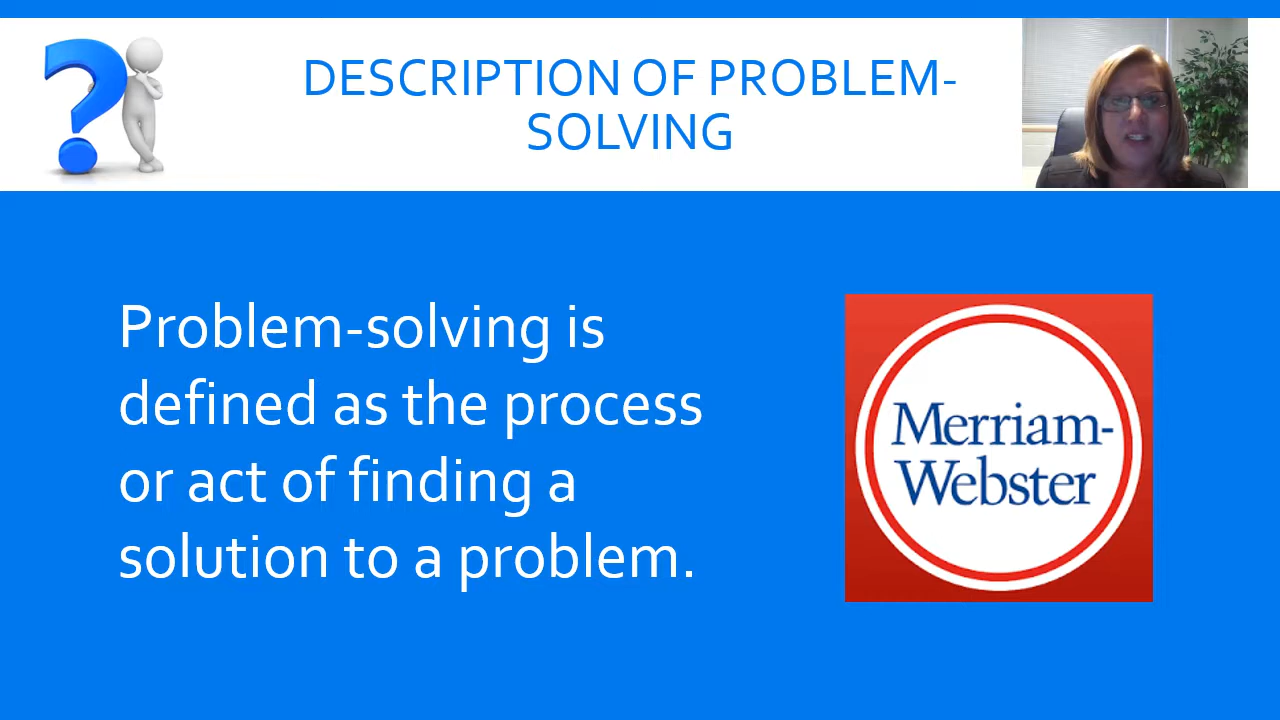 DESCRIPTION OF PROBLEM-
SOLVING
Problem-solving is
defined as the process
or act of finding a
solution to a problem.
Merriam-
Webster